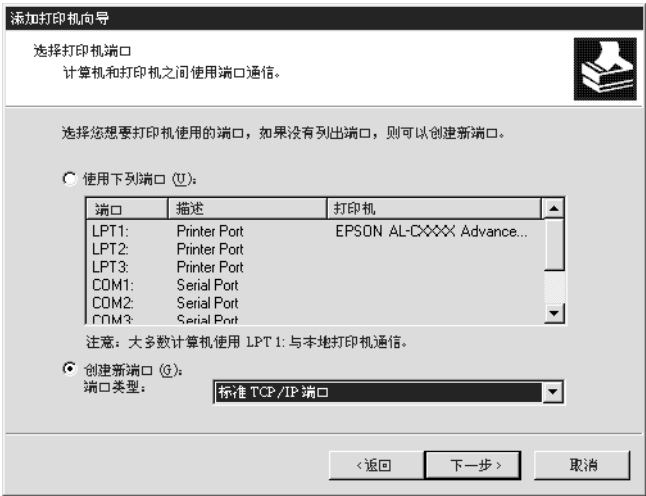 添加打印机向导
选择打印机端口
计算机和打印机之间使用端口通信。
选择您想要打印机使用的端口，如果没有列出端口，则可以创建新端口。
使用下列端口 (U):
端口 描述 打印机
LPT1: Printer Port EPSON AL-CXXXX Advance...
LPT2: Printer Port
LPT3: Printer Port
COM1: Serial Port
COM2: Serial Port
COM3: Serial Port
注意：大多数计算机使用 LPT 1: 与本地打印机通信。
创建新端口 (G):
端口类型： 标准 TCP/IP 端口
<返回 下一步> 取消